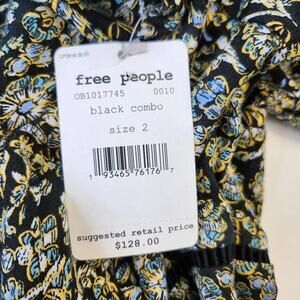 free people
OB1017745 0010
black combo
size 2
1 93465 76176 7
suggested retail price
$128.00